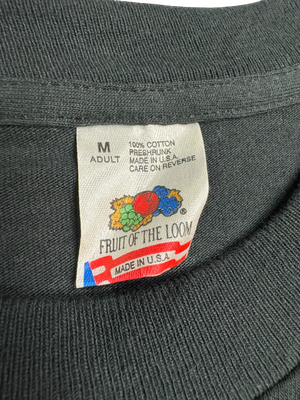 M
ADULT
100% COTTON
PRESHRUNK
MADE IN U.S.A.
CARE ON REVERSE
®
FRUIT OF THE LOOM
MADE IN U.S.A.